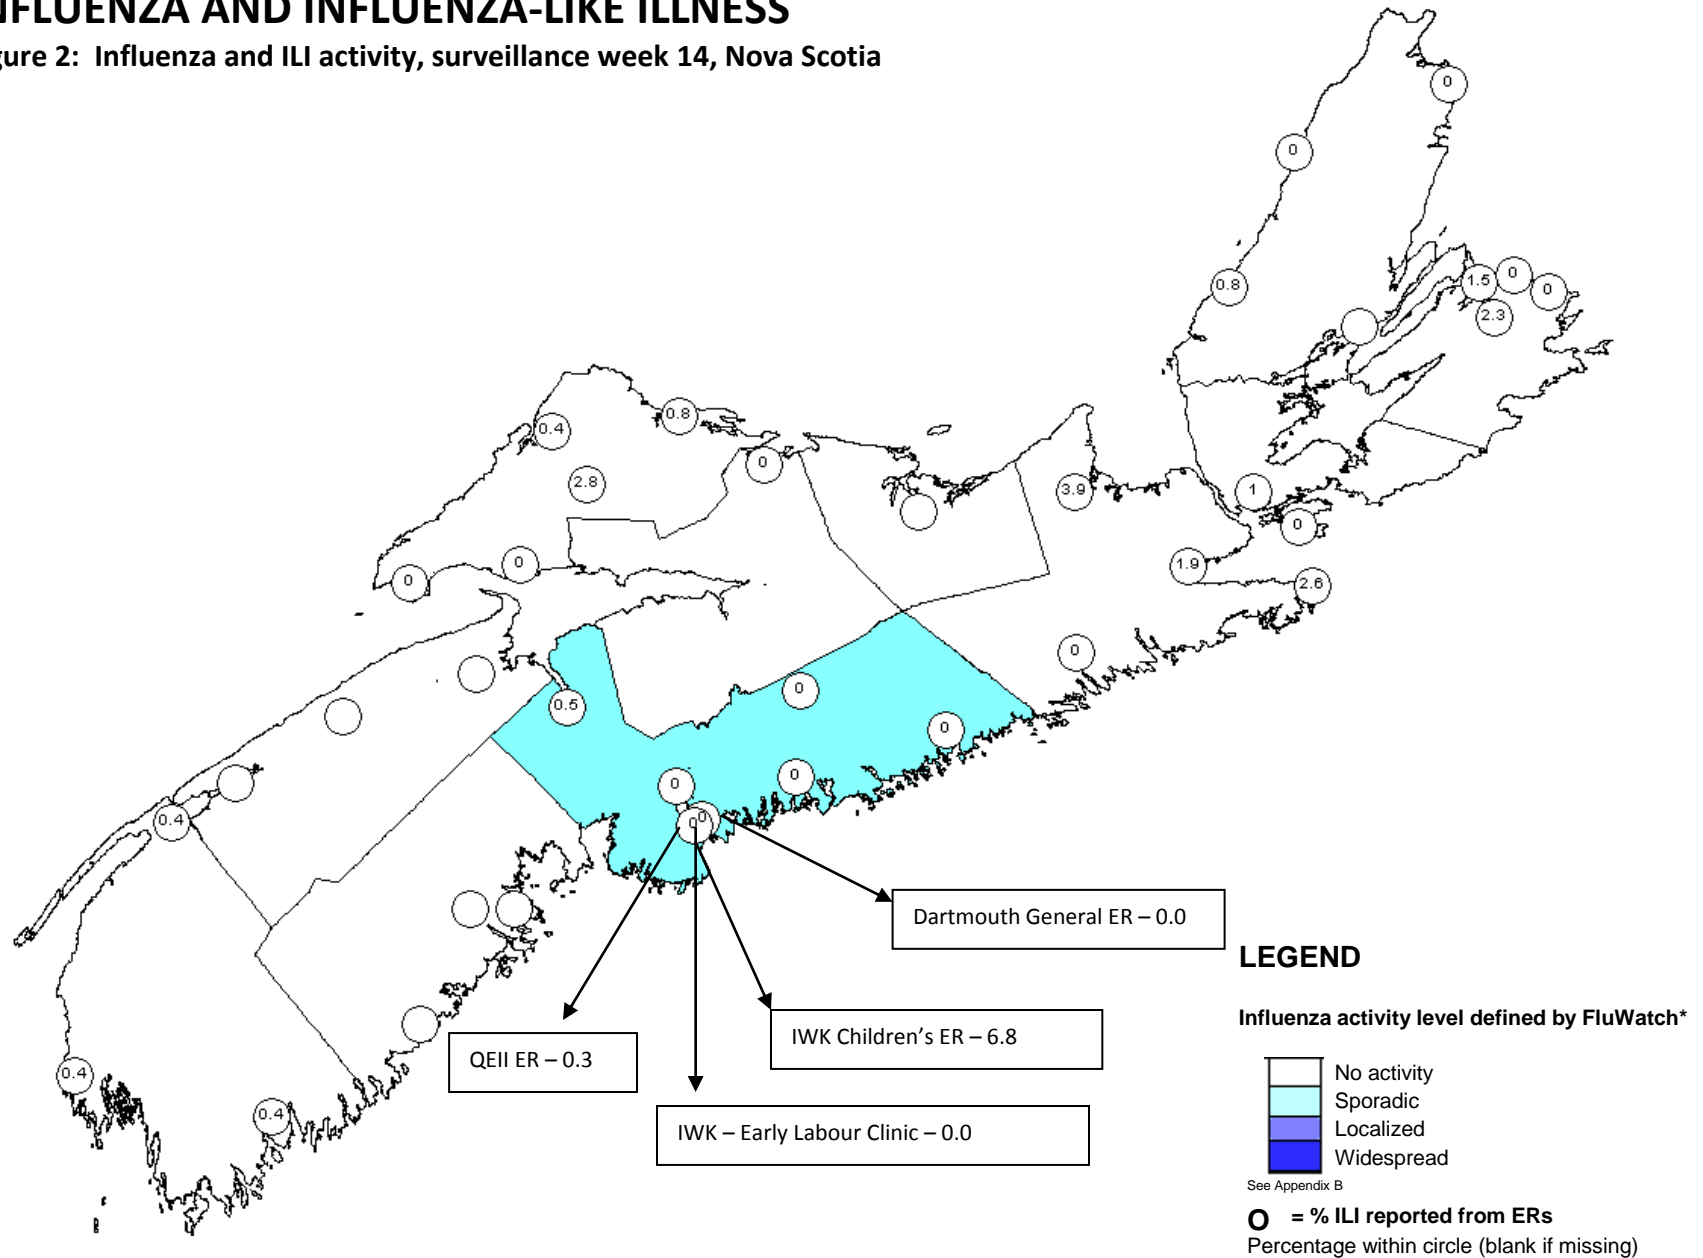 NFLUENZA AND INFLUENZA-LIKE ILLNESS
gure 2: Influenza and ILI activity, surveillance week 14, Nova Scotia
0
0
0.8
1.5
0
0
2.3
0.4
0.8
2.8
0
3.9
1
0
0
0
1.9
2.6
0
0.5
0
0
0
0
0.4
0
0
Dartmouth General ER – 0.0
IWK Children's ER – 6.8
QEII ER – 0.3
IWK – Early Labour Clinic – 0.0
0.4
0.4
LEGEND
Influenza activity level defined by FluWatch*
No activity
Sporadic
Localized
Widespread
See Appendix B
O = % ILI reported from ERs
Percentage within circle (blank if missing)